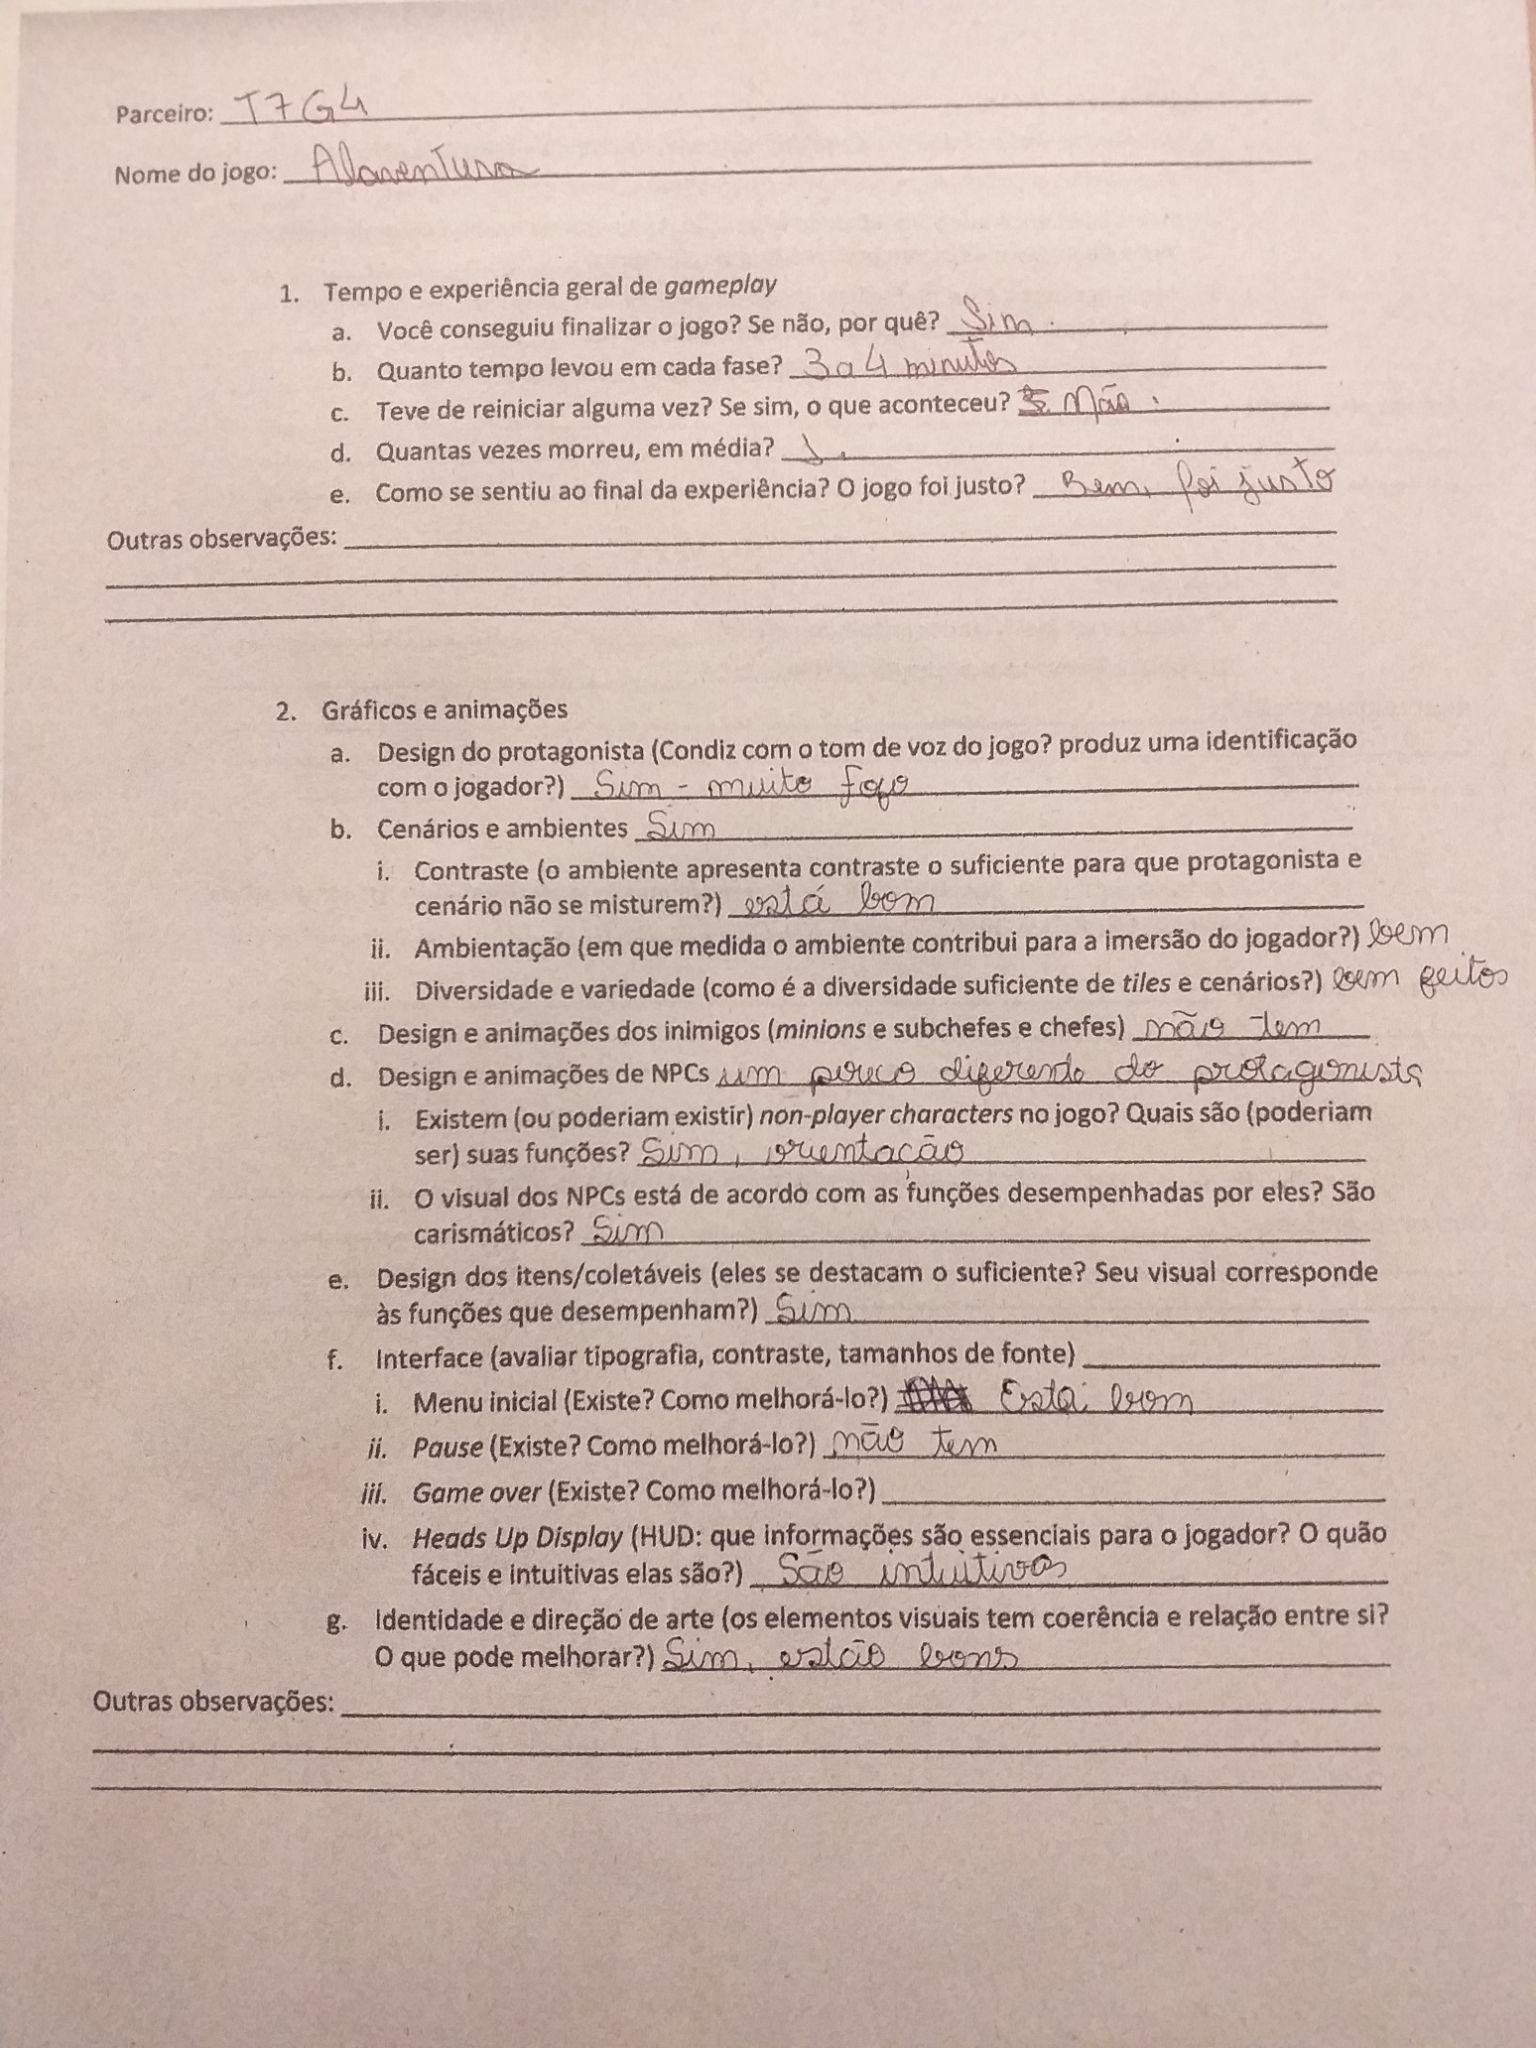 Parceiro: T7G4
Nome do jogo: Alaventura
1. Tempo e experiência geral de gameplay
a. Você conseguiu finalizar o jogo? Se não, por quê? Sim.
b. Quanto tempo levou em cada fase? 3 a 4 minutos
c. Teve de reiniciar alguma vez? Se sim, o que aconteceu? Não.
d. Quantas vezes morreu, em média? 1.
e. Como se sentiu ao final da experiência? O jogo foi justo? Bem, foi justo
Outras observações:
2. Gráficos e animações
a. Design do protagonista (Condiz com o tom de voz do jogo? produz uma identificação
com o jogador?) Sim - muito fofo
b. Cenários e ambientes Sim
i. Contraste (o ambiente apresenta contraste o suficiente para que protagonista e
cenário não se misturem?) está bom
ii. Ambientação (em que medida o ambiente contribui para a imersão do jogador?) bem
iii. Diversidade e variedade (como é a diversidade suficiente de tiles e cenários?) bem feitos
c. Design e animações dos inimigos (minions e subchefes e chefes) não tem
d. Design e animações de NPCs um pouco diferendo do protagonista
i. Existem (ou poderiam existir) non-player characters no jogo? Quais são (poderiam
ser) suas funções? Sim, orientação
ii. O visual dos NPCs está de acordo com as funções desempenhadas por eles? São
carismáticos? Sim
e. Design dos itens/coletáveis (eles se destacam o suficiente? Seu visual corresponde
às funções que desempenham?) Sim
f. Interface (avaliar tipografia, contraste, tamanhos de fonte)
i. Menu inicial (Existe? Como melhorá-lo?) Está bom
ii. Pause (Existe? Como melhorá-lo?) não tem
iii. Game over (Existe? Como melhorá-lo?)
iv. Heads Up Display (HUD: que informações são essenciais para o jogador? O quão
fáceis e intuitivas elas são?) São intuitivas
g. Identidade e direção de arte (os elementos visuais tem coerência e relação entre si?
O que pode melhorar?) Sim, estão bons
Outras observações: